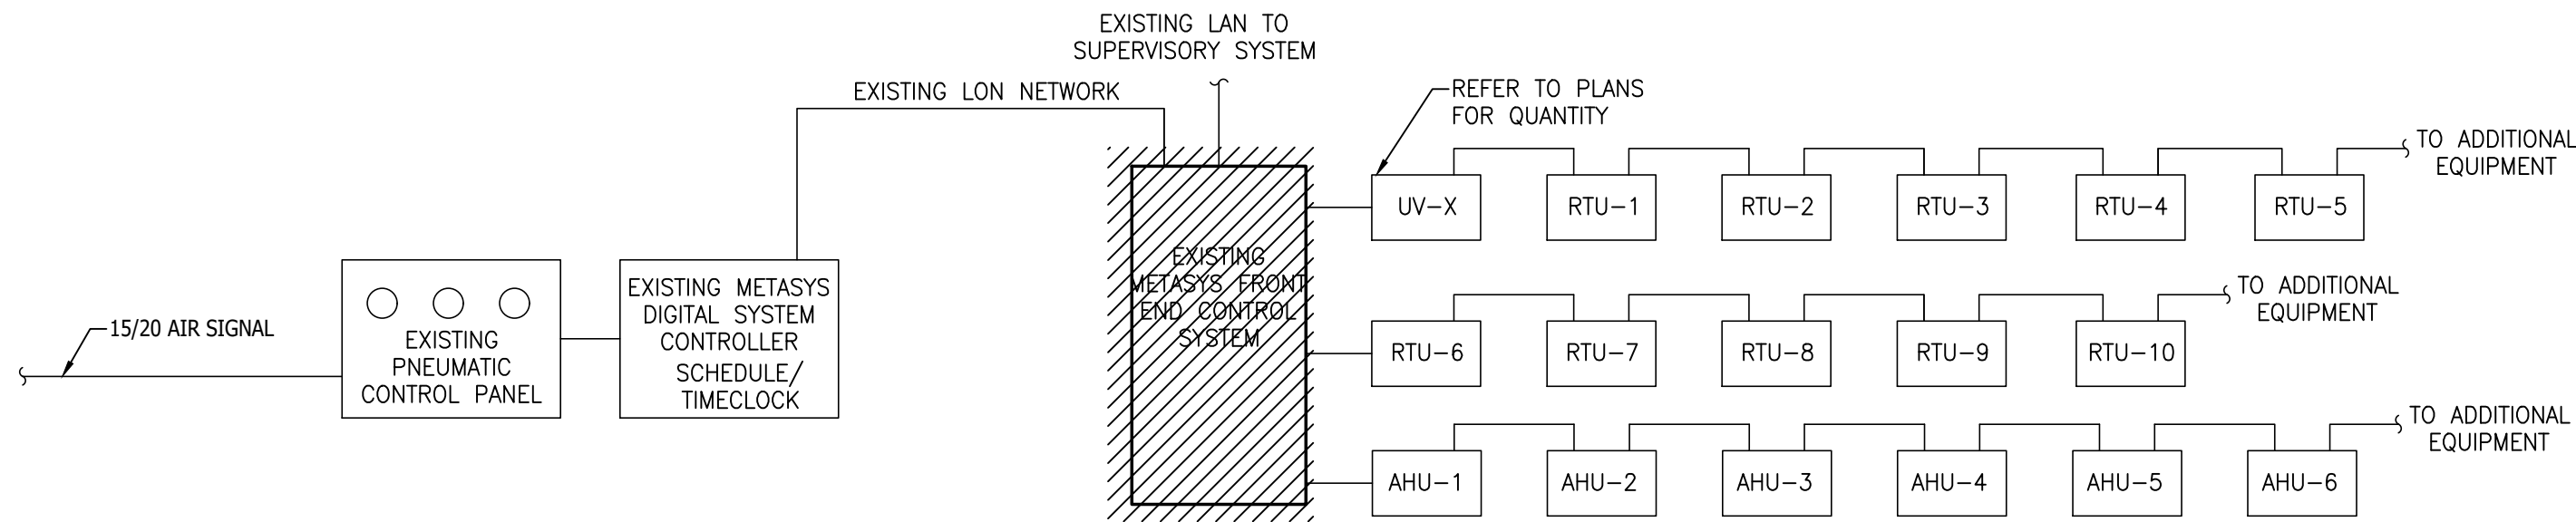 EXISTING LAN TO
SUPERVISORY SYSTEM
EXISTING LON NETWORK
REFER TO PLANS
FOR QUANTITY
TO ADDITIONAL
EQUIPMENT
UV-X
RTU-1
RTU-2
RTU-3
RTU-4
RTU-5
EXISTING
METASYS FRONT
END CONTROL
SYSTEM
TO ADDITIONAL
EQUIPMENT
RTU-6
RTU-7
RTU-8
RTU-9
RTU-10
15/20 AIR SIGNAL
EXISTING
PNEUMATIC
CONTROL PANEL
EXISTING METASYS
DIGITAL SYSTEM
CONTROLLER
SCHEDULE/
TIMECLOCK
TO ADDITIONAL
EQUIPMENT
AHU-1
AHU-2
AHU-3
AHU-4
AHU-5
AHU-6